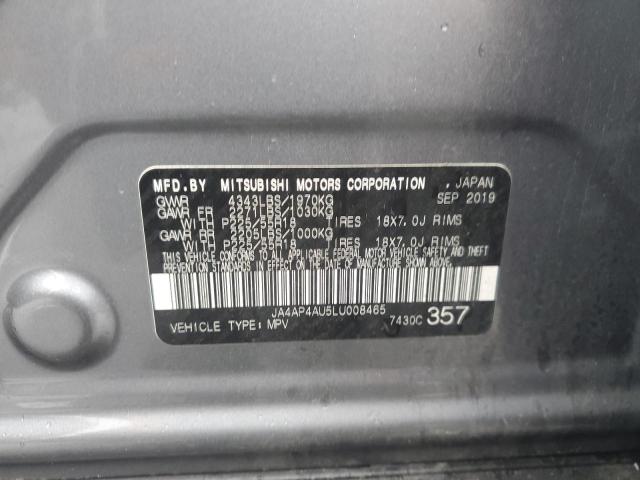 MFD.BY MITSUBISHI MOTORS CORPORATION , JAPAN
GVWR 4343LBS/1970KG SEP 2019
GAWR FR 2271LBS/1030KG
WITH P225/55R18 TIRES 18X7.0J RIMS
GAWR RR 2205LBS/1000KG
WITH P225/55R18 TIRES 18X7.0J RIMS
THIS VEHICLE CONFORMS TO ALL APPLICABLE FEDERAL MOTOR VEHICLE SAFETY, AND THEFT
PREVENTION STANDARDS IN EFFECT ON THE DATE OF MANUFACTURE SHOWN ABOVE.
JA4AP4AU5LU008465
VEHICLE TYPE: MPV 7430C 357